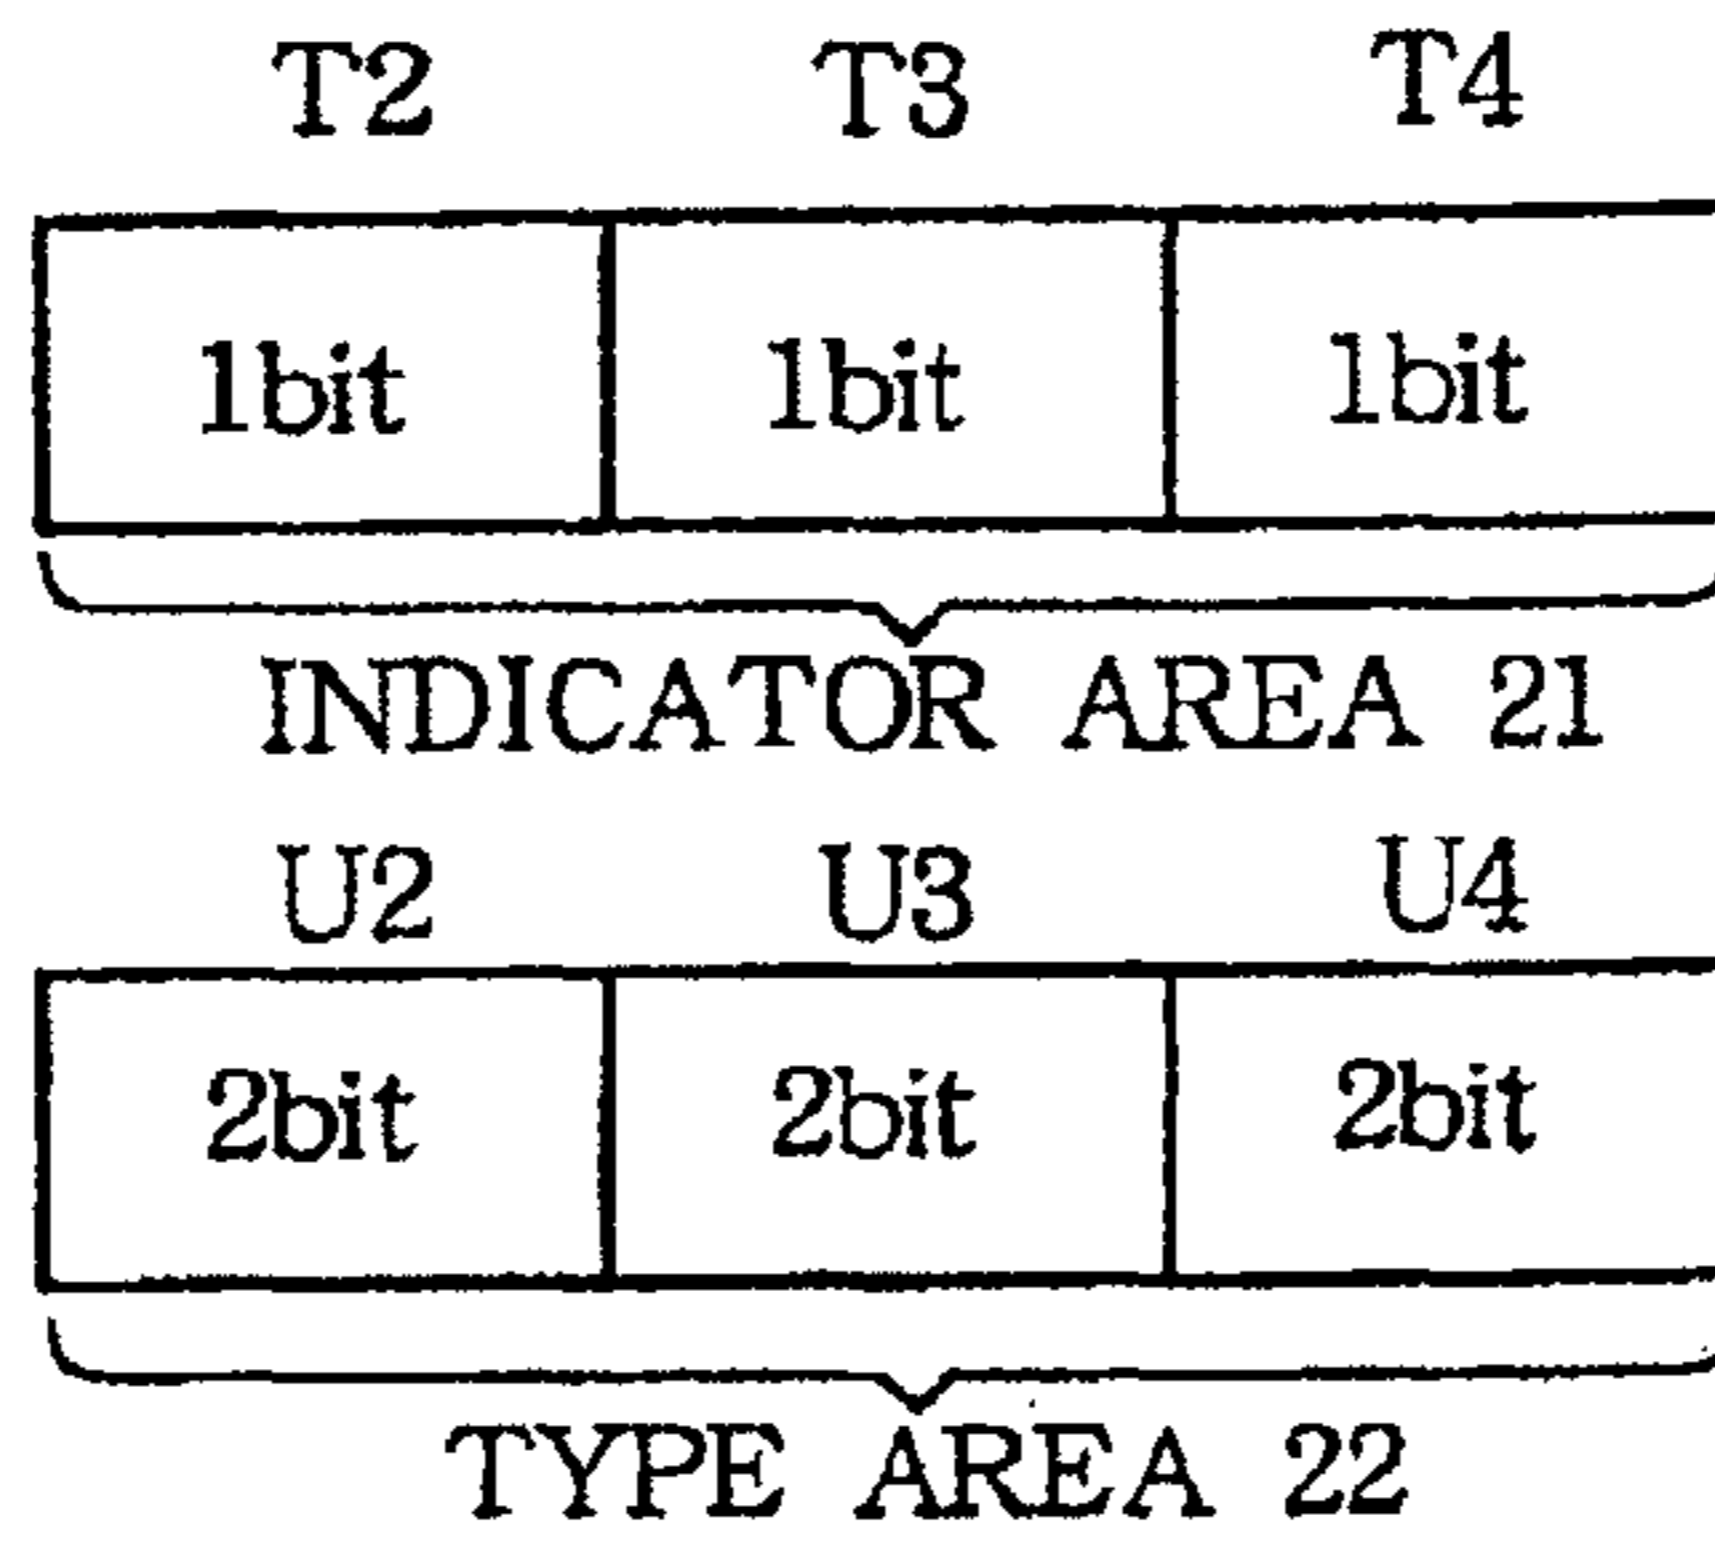 T2 T3 T4
1bit 1bit 1bit
INDICATOR AREA 21
U2 U3 U4
2bit 2bit 2bit
TYPE AREA 22